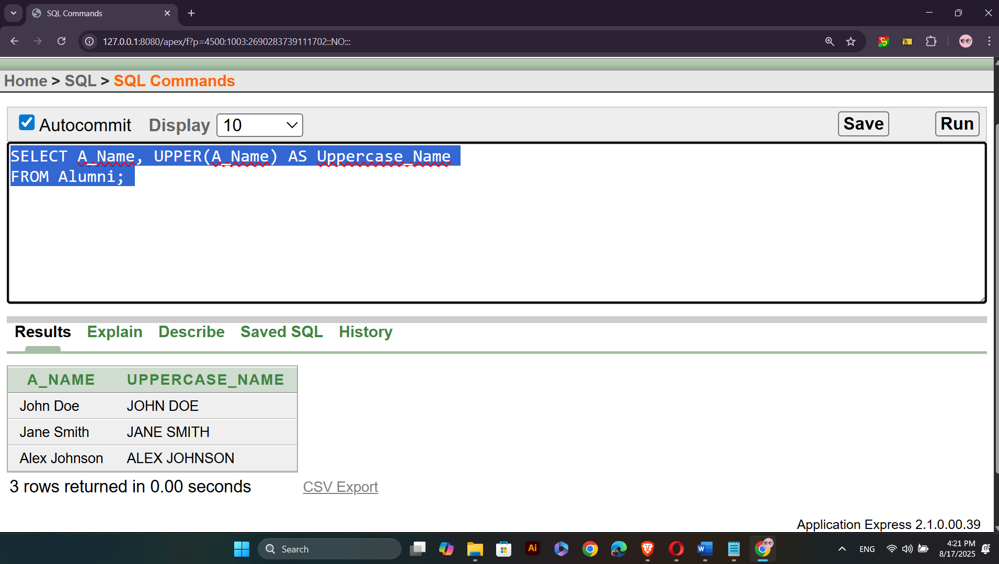 SQL Commands
127.0.0.1:8080/apex/f?p=4500:1003:2690283739111702::NO:::
Home > SQL > SQL Commands
Autocommit Display 10 Save Run
SELECT A_Name, UPPER(A_Name) AS Uppercase_Name
FROM Alumni;
Results Explain Describe Saved SQL History
A_NAME UPPERCASE_NAME
John Doe JOHN DOE
Jane Smith JANE SMITH
Alex Johnson ALEX JOHNSON
3 rows returned in 0.00 seconds CSV Export
Application Express 2.1.0.00.39
Search Ai W ENG 4:21 PM
8/17/2025